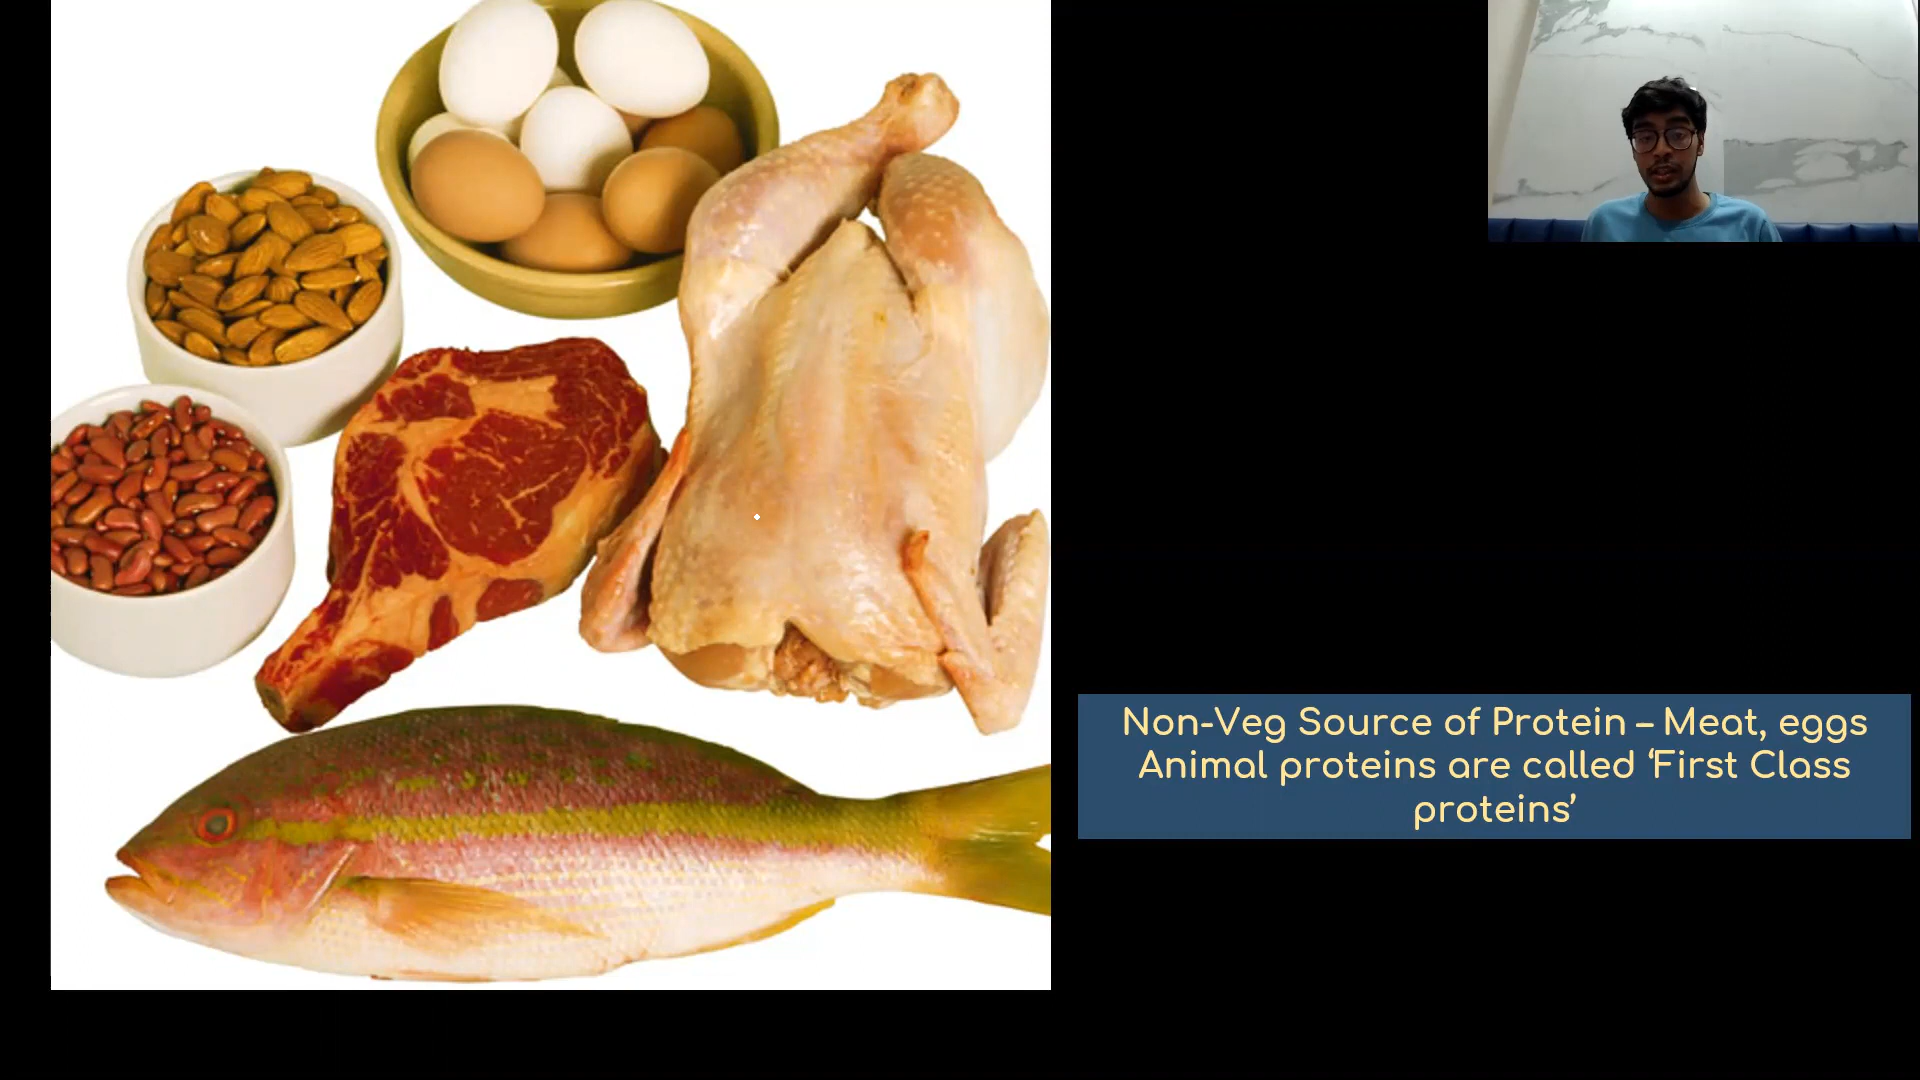 Non-Veg Source of Protein – Meat, eggs
Animal proteins are called ‘First Class
proteins’